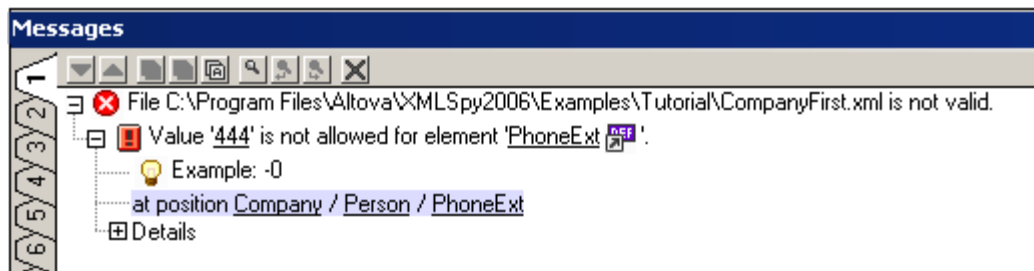 Messages
1
2
3
4
5
6
File C:\Program Files\Altova\XMLSpy2006\Examples\Tutorial\CompanyFirst.xml is not valid.
Value '444' is not allowed for element 'PhoneExt DEF '.
Example: -0
at position Company / Person / PhoneExt
Details